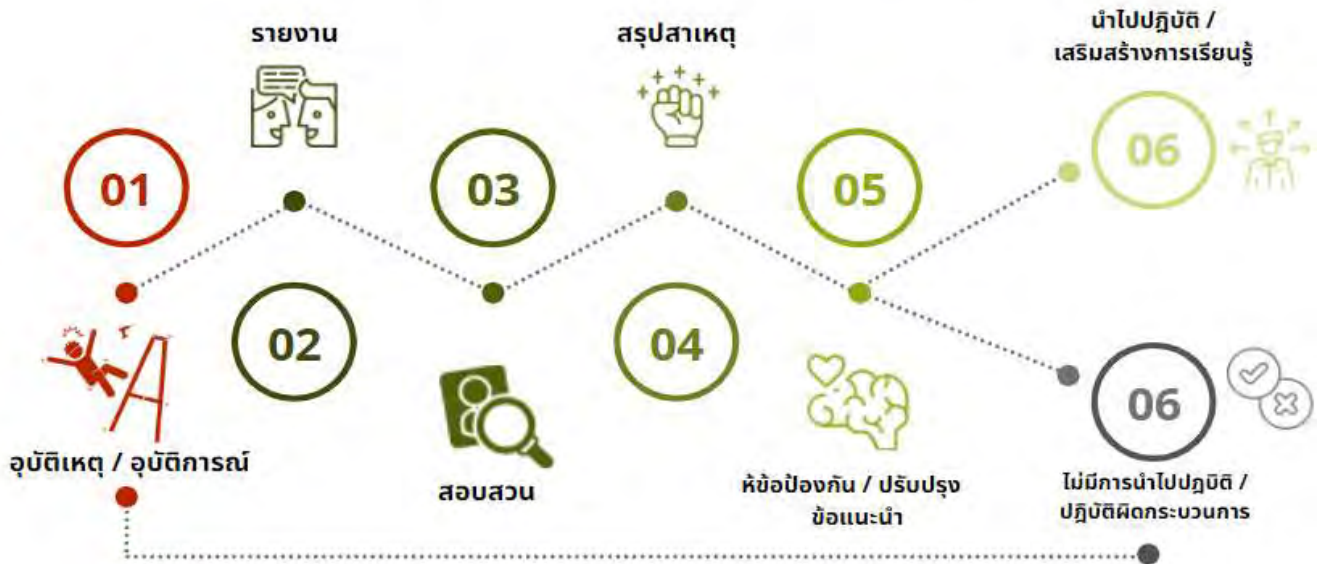 01
อุบัติเหตุ / อุบัติการณ์
รายงาน
02
03
สอบสวน
สรุปสาเหตุ
04
05
ห้ข้อป้องกัน / ปรับปรุง
ข้อแนะนำ
นำไปปฏิบัติ /
เสริมสร้างการเรียนรู้
06
06
ไม่มีการนำไปปฎิบิติ /
ปฏิบัติผิดกระบวนการ